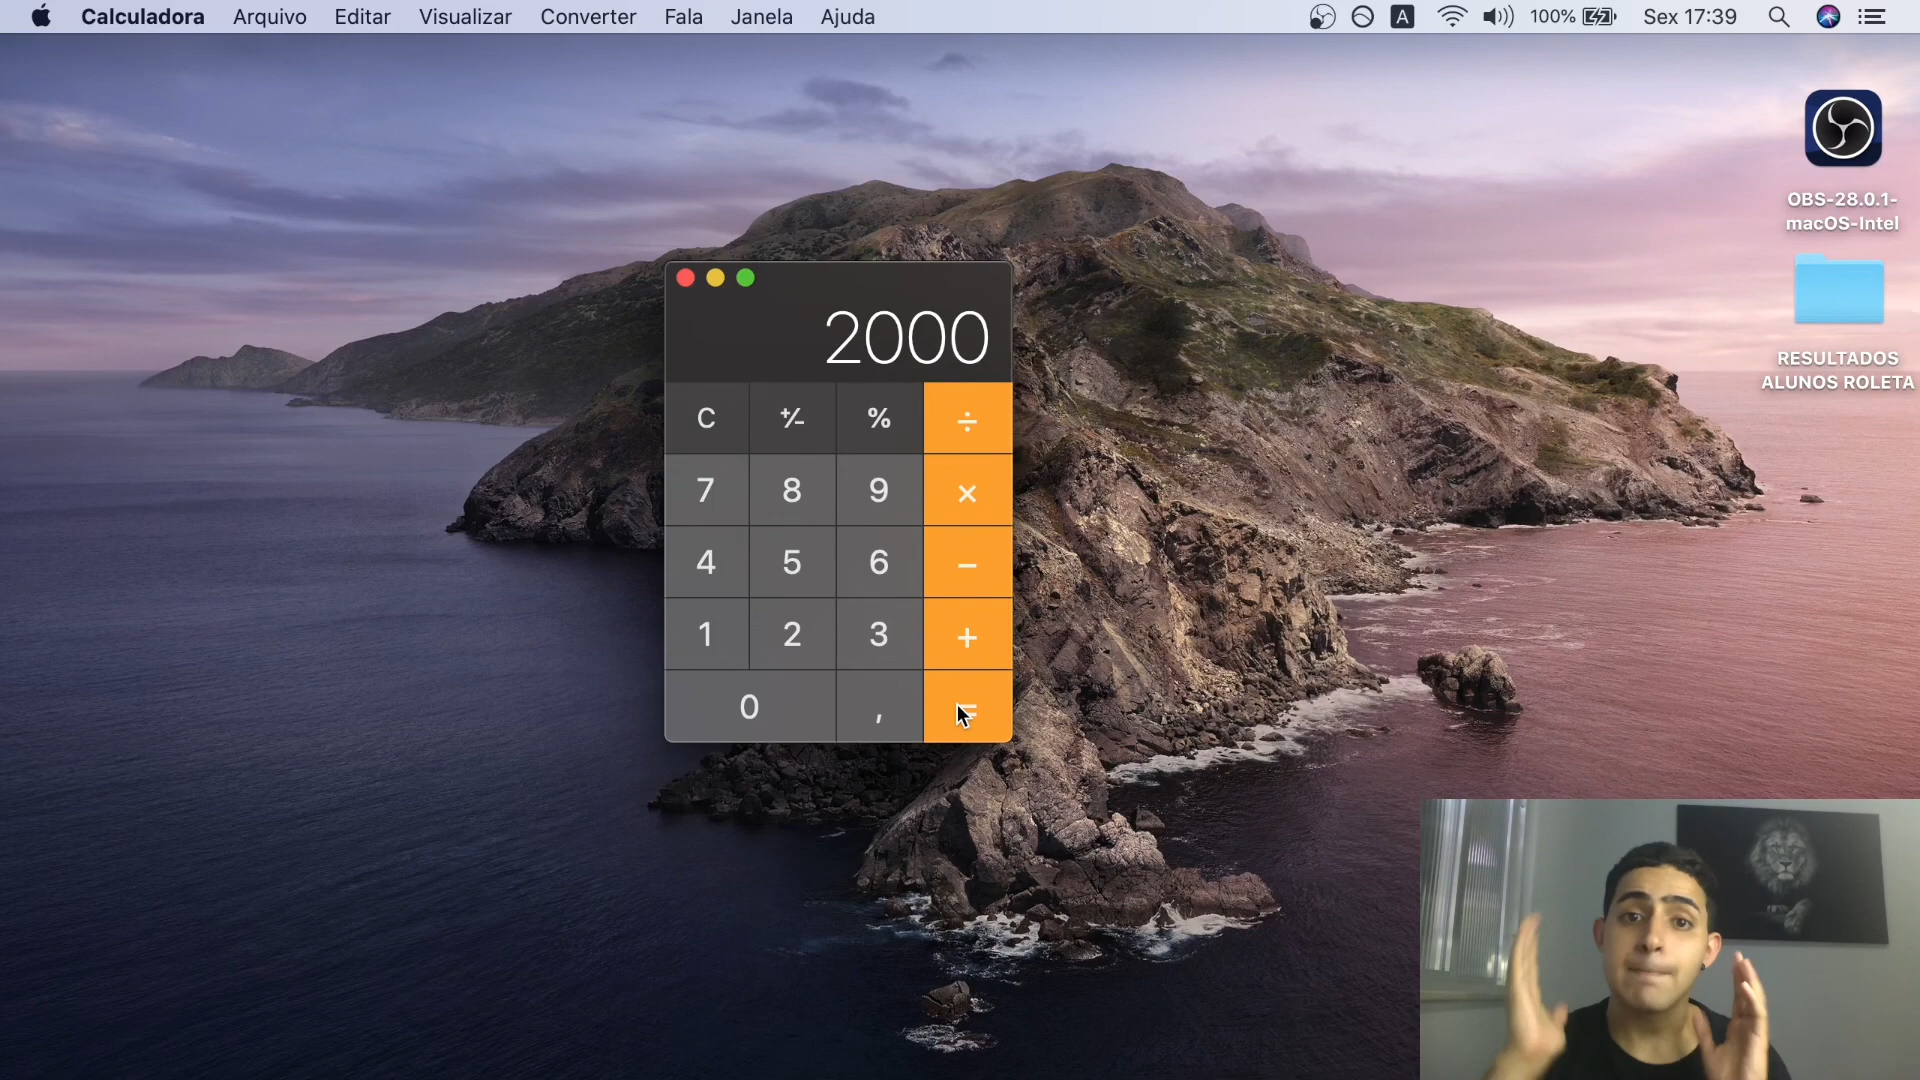 Calculadora Arquivo Editar Visualizar Converter Fala Janela Ajuda A 100% Sex 17:39
OBS-28.0.1-
macOS-Intel
RESULTADOS
ALUNOS ROLETA
2000
C +/- % ÷
7 8 9 ×
4 5 6 −
1 2 3 +
0 , =